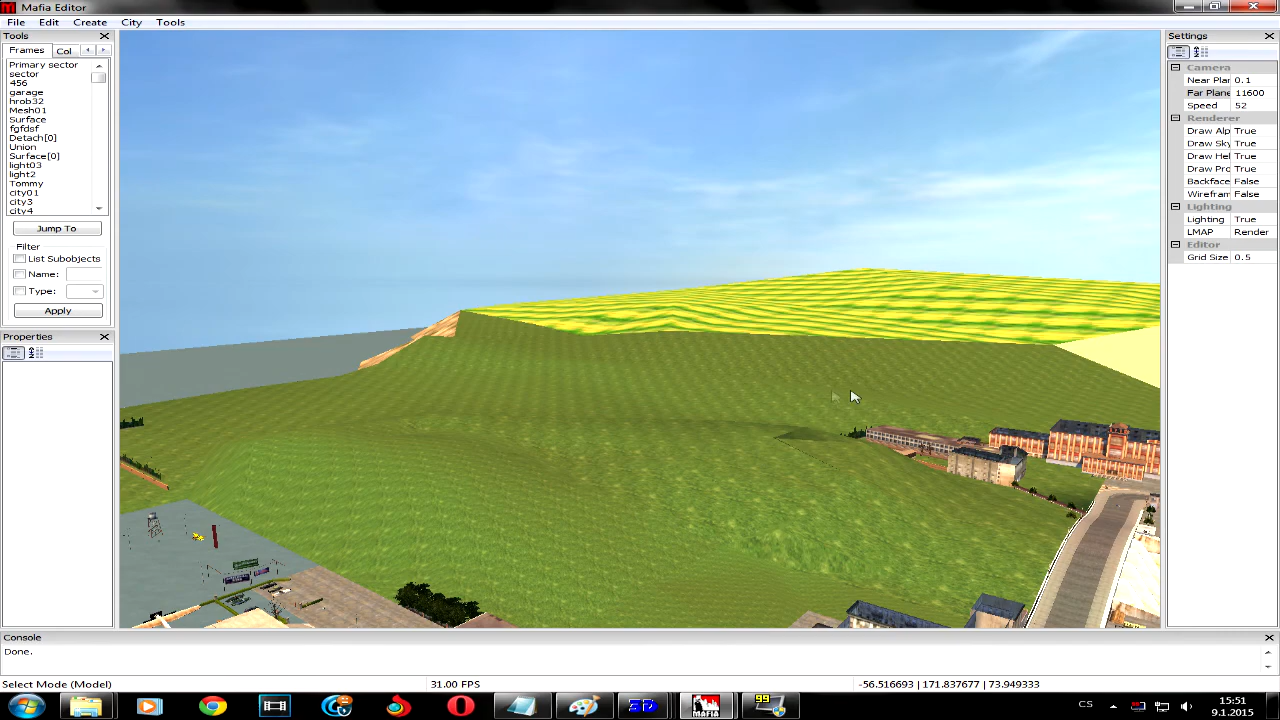 Mafia Editor
File Edit Create City Tools
Tools
Frames Col
Primary sector
sector
456
garage
hrob32
Mesh01
Surface
fgfdsf
Detach[0]
Union
Surface[0]
light03
light2
Tommy
city01
city3
city4
Jump To
Filter
List Subobjects
Name:
Type:
Apply
Properties
Settings
Camera
Near Plar 0.1
Far Plane 11600
Speed 52
Renderer
Draw Alp True
Draw Sky True
Draw Hel True
Draw Pro True
Backface False
Wirefram False
Lighting
Lighting True
LMAP Render
Editor
Grid Size 0.5
Console
Done.
Select Mode (Model) 31.00 FPS -56.516693 | 171.837677 | 73.949333
3D MAFIA 99 CS 15:51
9.1.2015